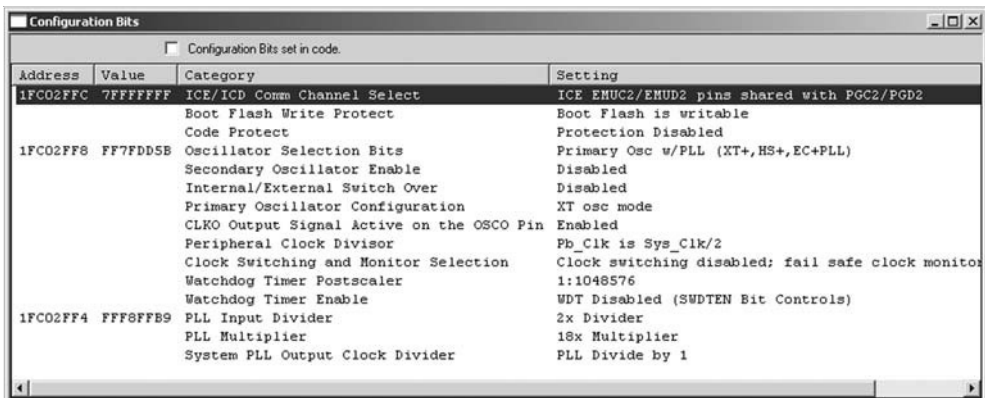 Configuration Bits
Configuration Bits set in code.
Address Value Category Setting
1FC02FFC 7FFFFFFF ICE/ICD Comm Channel Select ICE EMUC2/EMUD2 pins shared with PGC2/PGD2
Boot Flash Write Protect Boot Flash is writable
Code Protect Protection Disabled
1FC02FF8 FF7FDD5B Oscillator Selection Bits Primary Osc w/PLL (XT+,HS+,EC+PLL)
Secondary Oscillator Enable Disabled
Internal/External Switch Over Disabled
Primary Oscillator Configuration XT osc mode
CLKO Output Signal Active on the OSCO Pin Enabled
Peripheral Clock Divisor Pb_Clk is Sys_Clk/2
Clock Switching and Monitor Selection Clock switching disabled; fail safe clock monitor
Watchdog Timer Postscaler 1:1048576
Watchdog Timer Enable WDT Disabled (SWDTEN Bit Controls)
1FC02FF4 FFF8FFB9 PLL Input Divider 2x Divider
PLL Multiplier 18x Multiplier
System PLL Output Clock Divider PLL Divide by 1